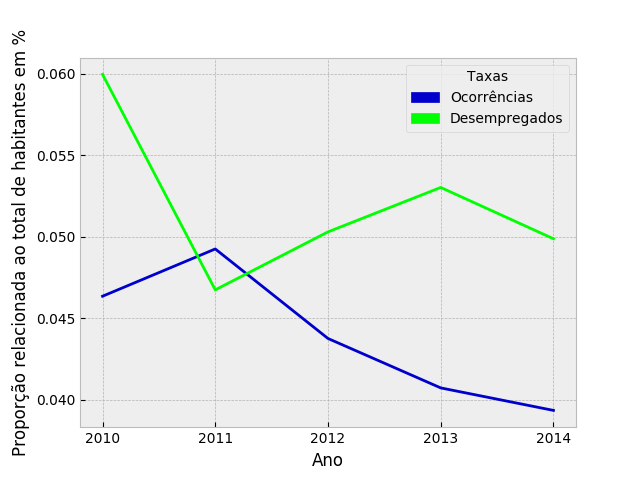 Proporção relacionada ao total de habitantes em %
0.060
0.055
0.050
0.045
0.040
Taxas
Ocorrências
Desempregados
2010 2011 2012 2013 2014
Ano